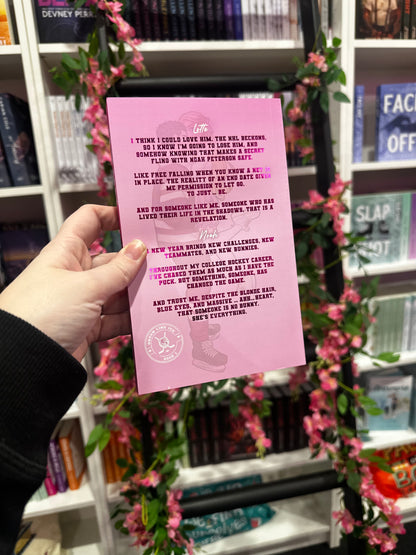 DEVNEY PERRY
FACE
OFF
SLAP
SHOT
Lotte
I THINK I COULD LOVE HIM. THE NHL BECKONS,
SO I KNOW I'M GOING TO LOSE HIM, AND
SOMEHOW KNOWING THAT MAKES A SECRET
FLING WITH NOAH PETERSON SAFE.
LIKE FREE FALLING WHEN YOU KNOW A NET IS
IN PLACE. THE REALITY OF AN END DATE GIVES
ME PERMISSION TO LET GO.
TO JUST ... BE.
AND FOR SOMEONE LIKE ME, SOMEONE WHO HAS
LIVED THEIR LIFE IN THE SHADOWS, THAT IS A
REVELATION.
Noah
A NEW YEAR BRINGS NEW CHALLENGES, NEW
TEAMMATES, AND NEW BUNNIES.
THROUGHOUT MY COLLEGE HOCKEY CAREER,
I'VE CHASED THEM AS MUCH AS I HAVE THE
PUCK. BUT SOMETHING, SOMEONE, HAS
CHANGED THE GAME.
AND TRUST ME, DESPITE THE BLONDE HAIR,
BLUE EYES, AND MASSIVE ... AHH...HEART,
THAT SOMEONE IS NO BUNNY.
SHE'S EVERYTHING.